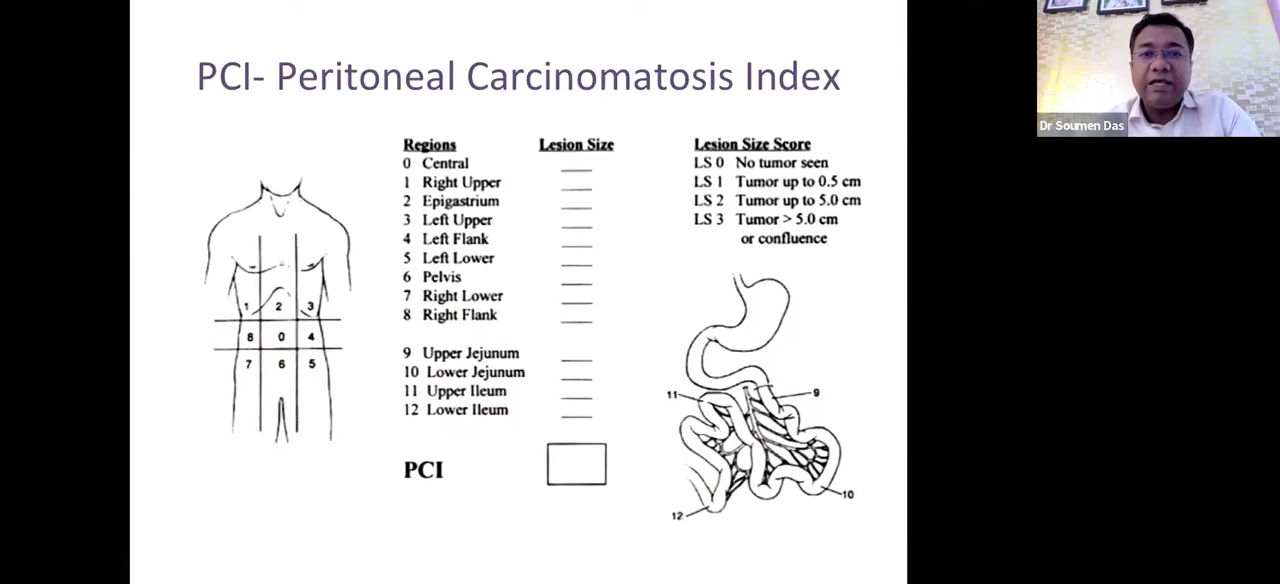 PCI- Peritoneal Carcinomatosis Index
Regions
0 Central
1 Right Upper
2 Epigastrium
3 Left Upper
4 Left Flank
5 Left Lower
6 Pelvis
7 Right Lower
8 Right Flank
9 Upper Jejunum
10 Lower Jejunum
11 Upper Ileum
12 Lower Ileum
PCI
Lesion Size
Lesion Size Score
LS 0 No tumor seen
LS 1 Tumor up to 0.5 cm
LS 2 Tumor up to 5.0 cm
LS 3 Tumor > 5.0 cm
or confluence
1 2 3
8 0 4
7 6 5
11 9
10
12
Dr Soumen Das